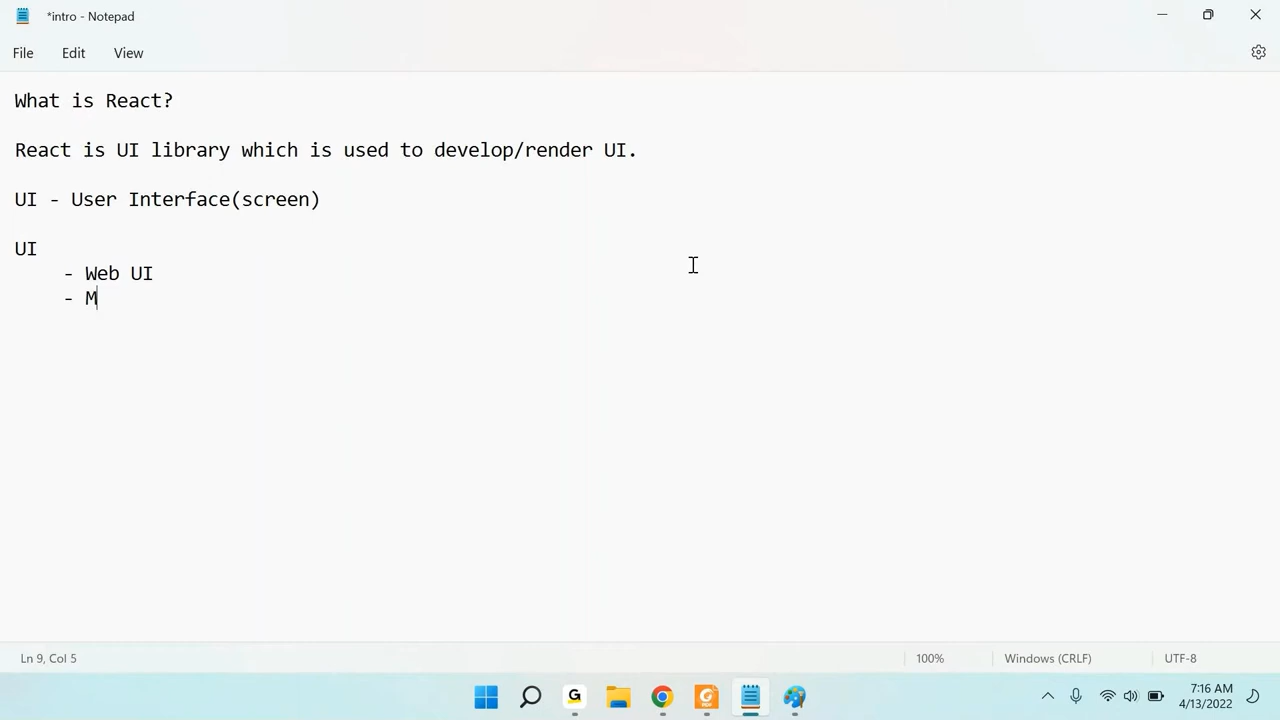 *intro - Notepad
File Edit View
What is React?
React is UI library which is used to develop/render UI.
UI - User Interface(screen)
UI
- Web UI
- M
Ln 9, Col 5 100% Windows (CRLF) UTF-8
7:16 AM
4/13/2022